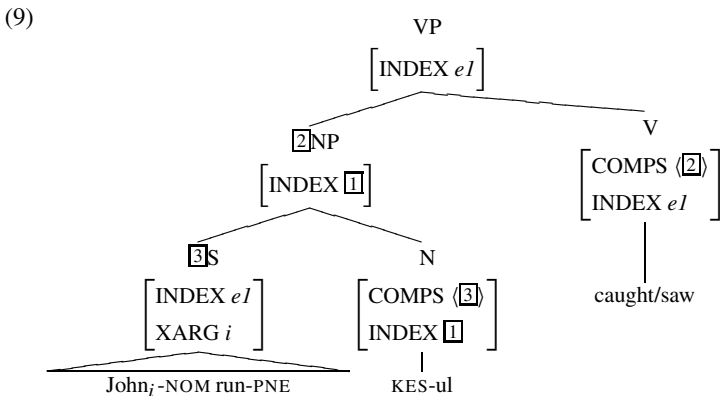 (9)
VP
[INDEX e1]
2 NP
[INDEX 1]
V
[COMPS ⟨2⟩
INDEX e1]
3 S
[INDEX e1
XARG i]
N
[COMPS ⟨3⟩
INDEX 1]
caught/saw
Johni-NOM run-PNE
KES-ul